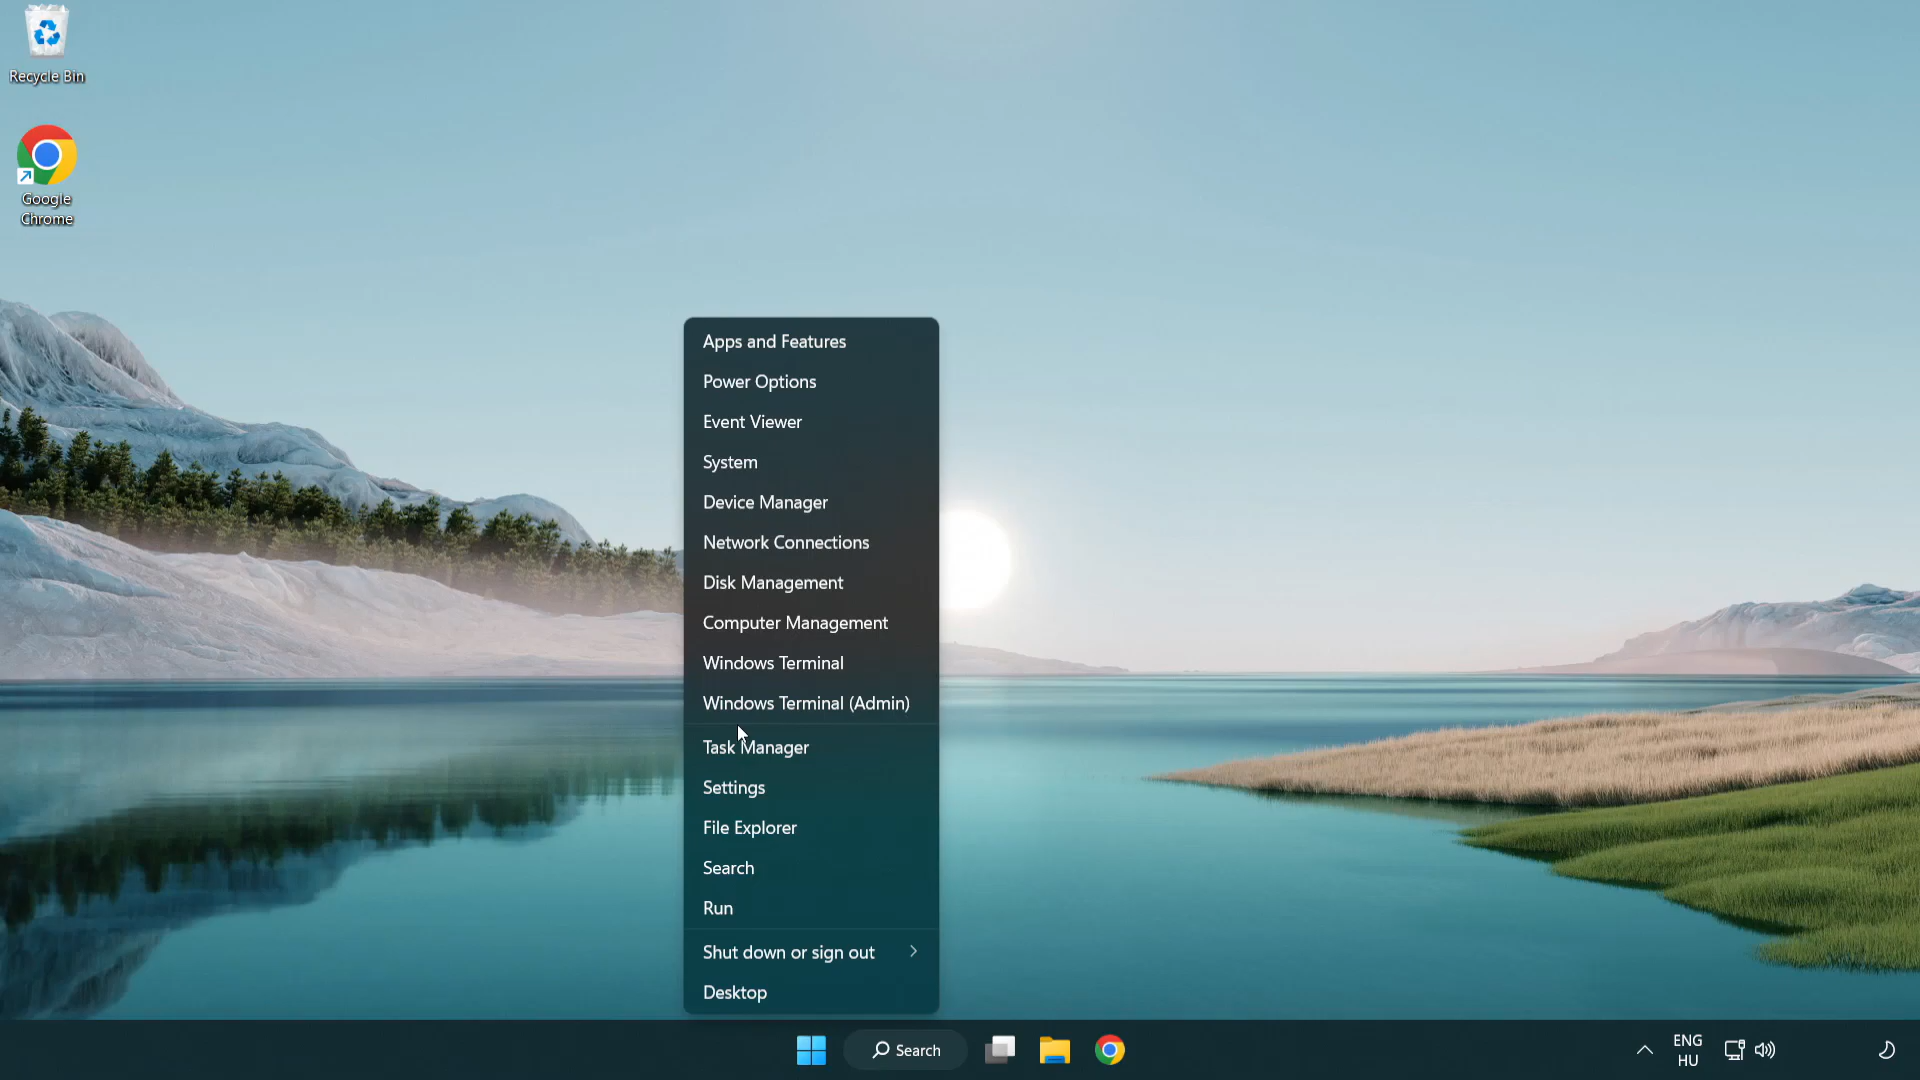 Recycle Bin
Google
Chrome
Apps and Features
Power Options
Event Viewer
System
Device Manager
Network Connections
Disk Management
Computer Management
Windows Terminal
Windows Terminal (Admin)
Task Manager
Settings
File Explorer
Search
Run
Shut down or sign out
Desktop
Search
ENG
HU